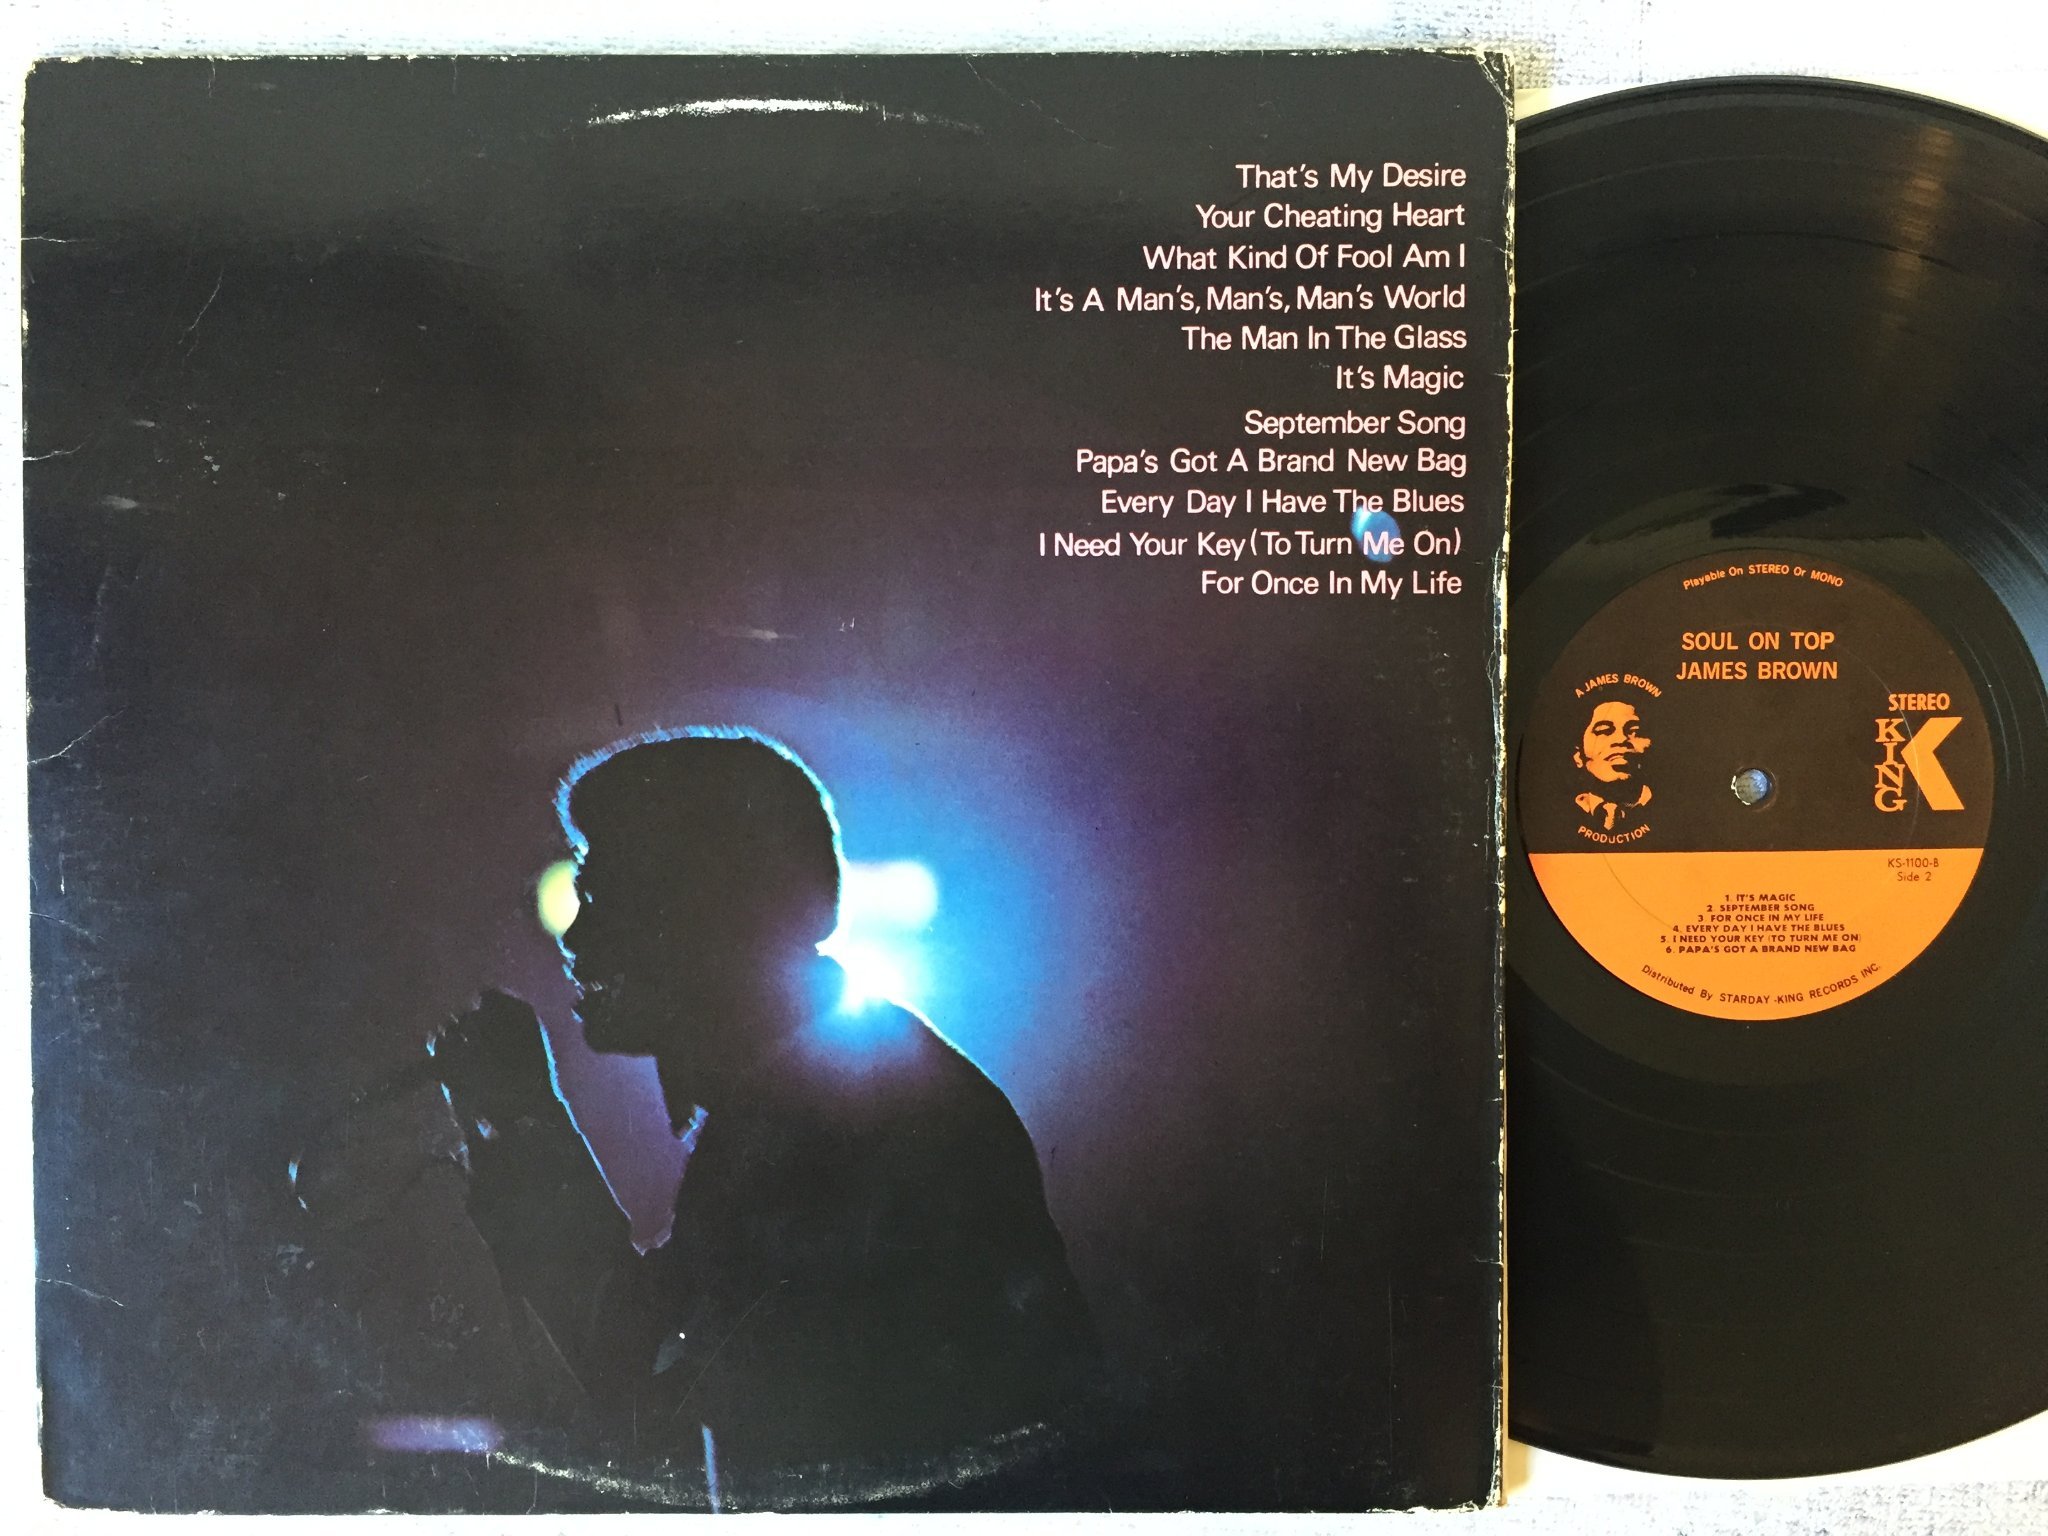 That's My Desire
Your Cheating Heart
What Kind Of Fool Am I
It's A Man's, Man's, Man's World
The Man In The Glass
It's Magic
September Song
Papa's Got A Brand New Bag
Every Day I Have The Blues
I Need Your Key (To Turn Me On)
For Once In My Life
Playable On STEREO Or MONO
SOUL ON TOP
JAMES BROWN
A JAMES BROWN
PRODUCTION
STEREO
KING
K
KS-1100-B
Side 2
1. IT'S MAGIC
2. SEPTEMBER SONG
3 FOR ONCE IN MY LIFE
4. EVERY DAY I HAVE THE BLUES
5. I NEED YOUR KEY (TO TURN ME ON)
6. PAPA'S GOT A BRAND NEW BAG
Distributed By STARDAY-KING RECORDS INC.